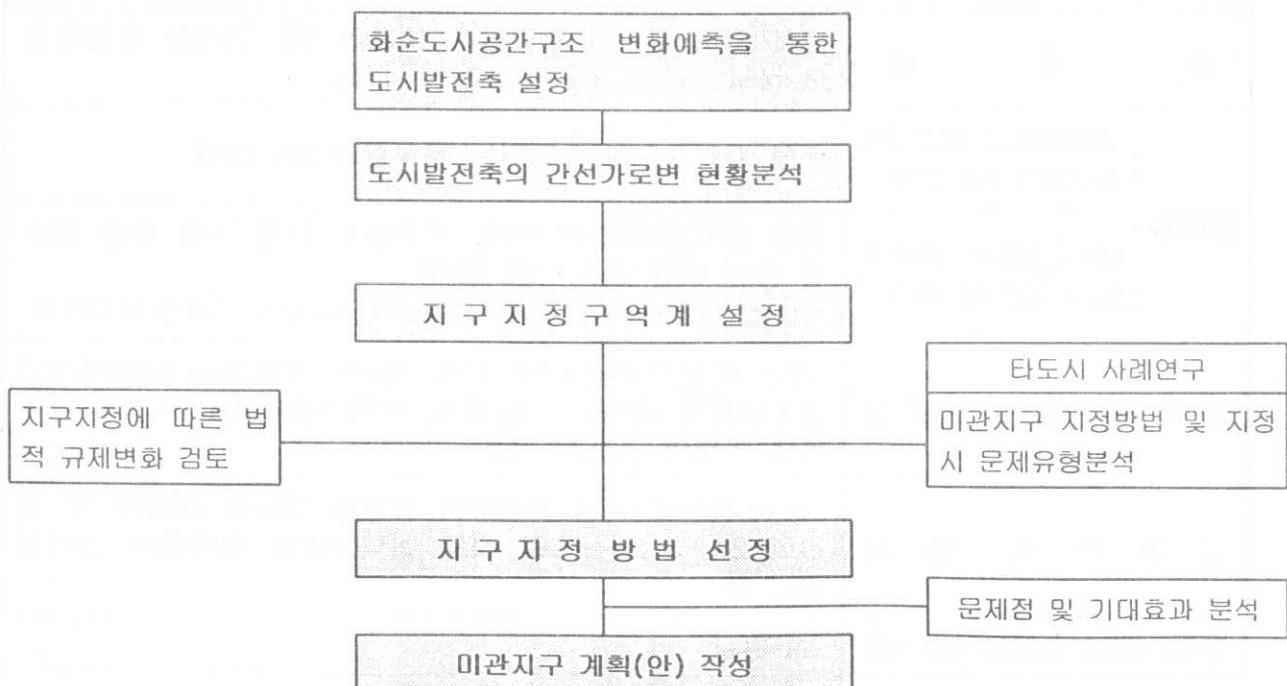 화순도시공간구조 변화예측을 통한
도시발전축 설정
도시발전축의 간선가로변 현황분석
지 구 지 정 구 역 계 설 정
타도시 사례연구
지구지정에 따른 법
적 규제변화 검토
미관지구 지정방법 및 지정
시 문제유형분석
지 구 지 정 방 법 선 정
문제점 및 기대효과 분석
미관지구 계획(안) 작성